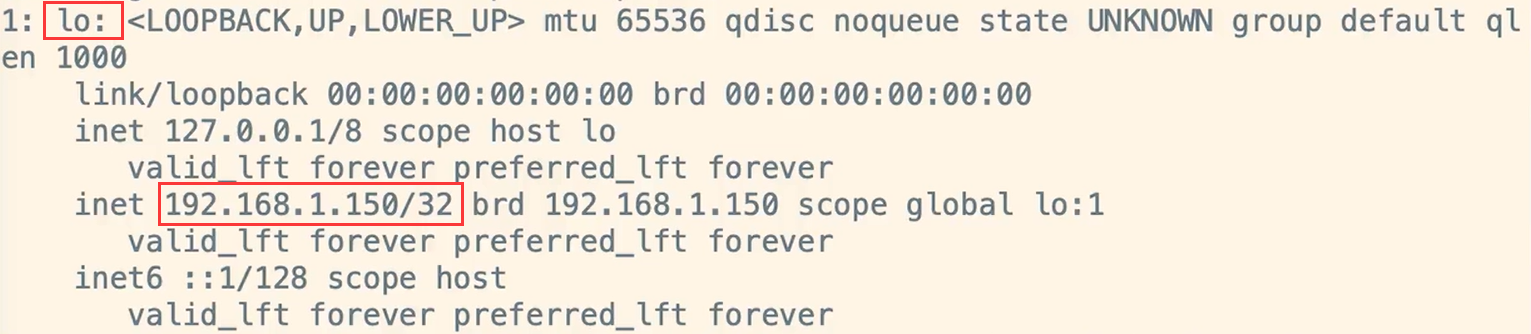 1: lo: <LOOPBACK,UP,LOWER_UP> mtu 65536 qdisc noqueue state UNKNOWN group default ql
en 1000
link/loopback 00:00:00:00:00:00 brd 00:00:00:00:00:00
inet 127.0.0.1/8 scope host lo
valid_lft forever preferred_lft forever
inet 192.168.1.150/32 brd 192.168.1.150 scope global lo:1
valid_lft forever preferred_lft forever
inet6 ::1/128 scope host
valid_lft forever preferred_lft forever